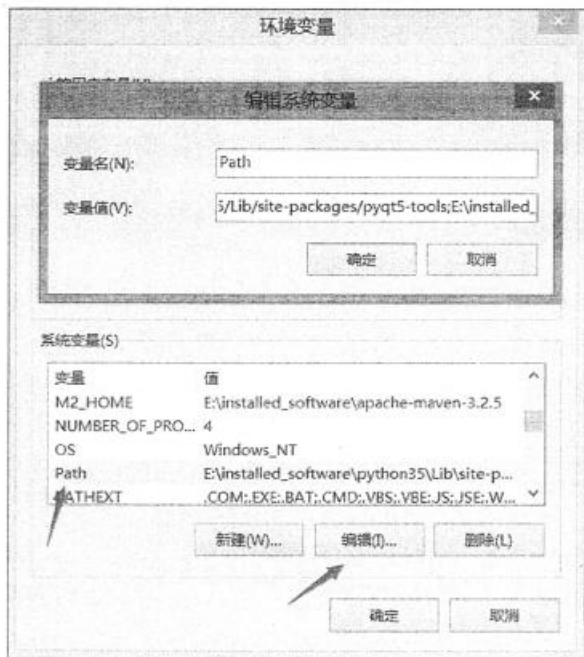 环境变量
编辑系统变量
变量名(N):
Path
变量值(V):
5/Lib/site-packages/pyqt5-tools;E:\installed_
确定
取消
系统变量(S)
变量 值
M2_HOME E:\installed_software\apache-maven-3.2.5
NUMBER_OF_PRO... 4
OS Windows_NT
Path E:\installed_software\python35\Lib\site-p...
PATHEXT .COM;.EXE;.BAT;.CMD;.VBS;.VBE;.JS;.JSE;.W...
新建(W)...
编辑(I)...
删除(L)
确定
取消